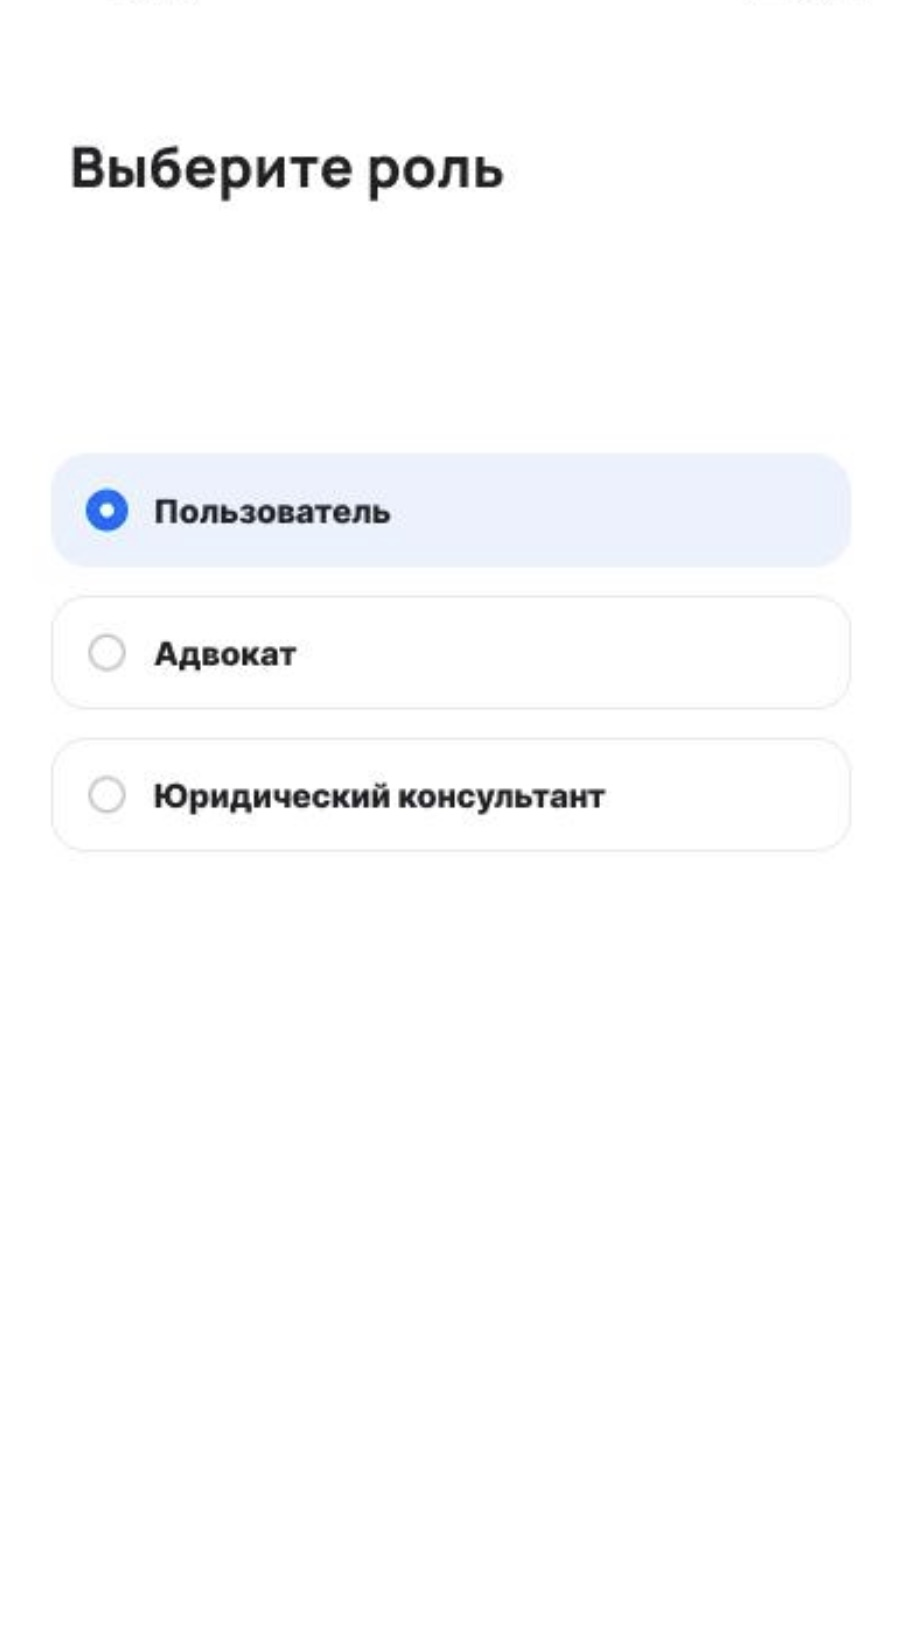 Выберите роль
Пользователь
Адвокат
Юридический консультант